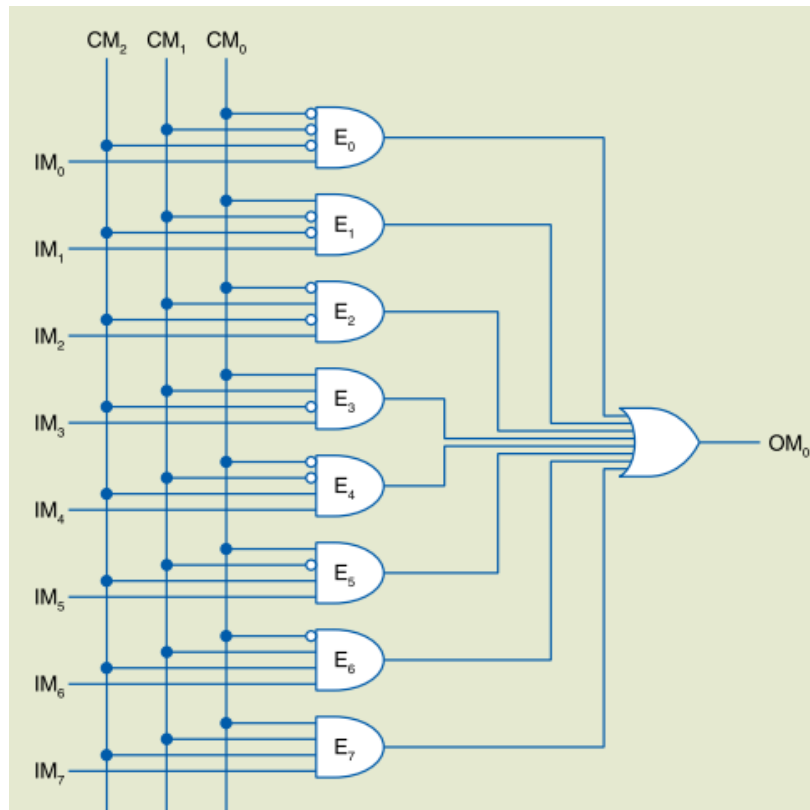 CM₂ CM₁ CM₀
E₀
IM₀
E₁
IM₁
E₂
IM₂
E₃
IM₃
OM₀
E₄
IM₄
E₅
IM₅
E₆
IM₆
E₇
IM₇